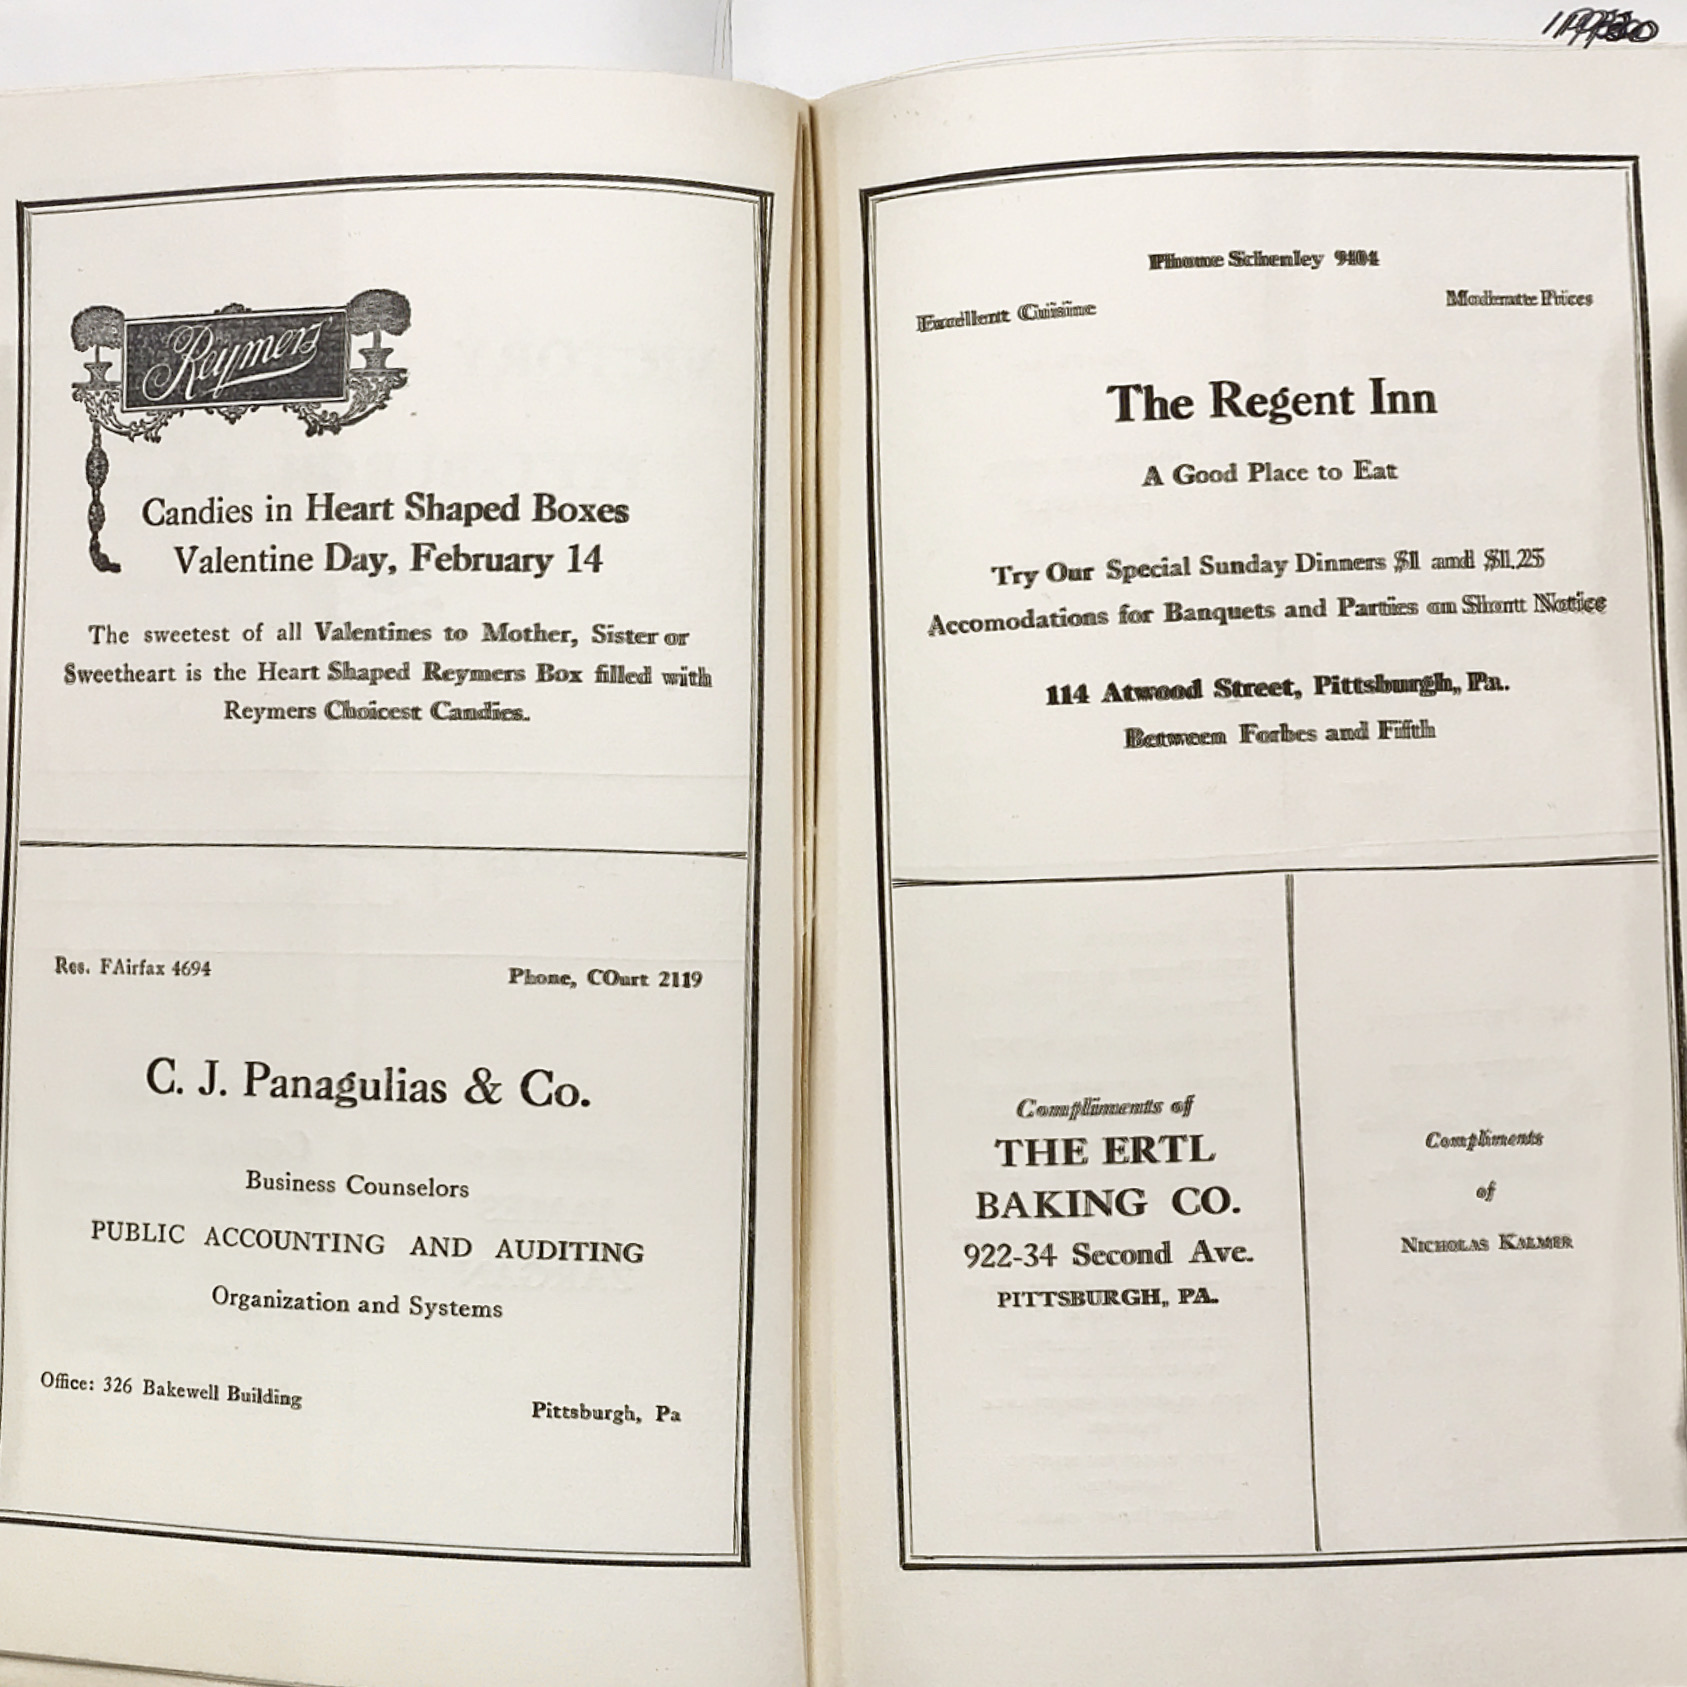 Reymers'
Candies in Heart Shaped Boxes
Valentine Day, February 14
The sweetest of all Valentines to Mother, Sister or
Sweetheart is the Heart Shaped Reymers Box filled with
Reymers Choicest Candies.
Res. FAirfax 4694
Phone, COurt 2119
C. J. Panagulias & Co.
Business Counselors
PUBLIC ACCOUNTING AND AUDITING
Organization and Systems
Office: 326 Bakewell Building
Pittsburgh, Pa
Phone Schenley 9404
Excellent Cuisine
Moderate Prices
The Regent Inn
A Good Place to Eat
Try Our Special Sunday Dinners $1 and $1.25
Accomodations for Banquets and Parties on Short Notice
114 Atwood Street, Pittsburgh, Pa.
Between Forbes and Fifth
Compliments of
THE ERTL
BAKING CO.
922-34 Second Ave.
PITTSBURGH, PA.
Compliments
of
NICHOLAS KALMER